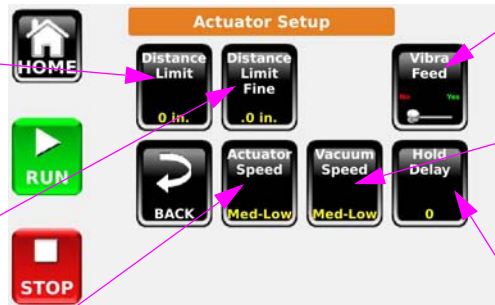 Actuator Setup
HOME
Distance
Limit
0 in.
Distance
Limit
Fine
.0 in.
Vibra
Feed
No
Yes
RUN
BACK
Actuator
Speed
Med-Low
Vacuum
Speed
Med-Low
Hold
Delay
0
STOP